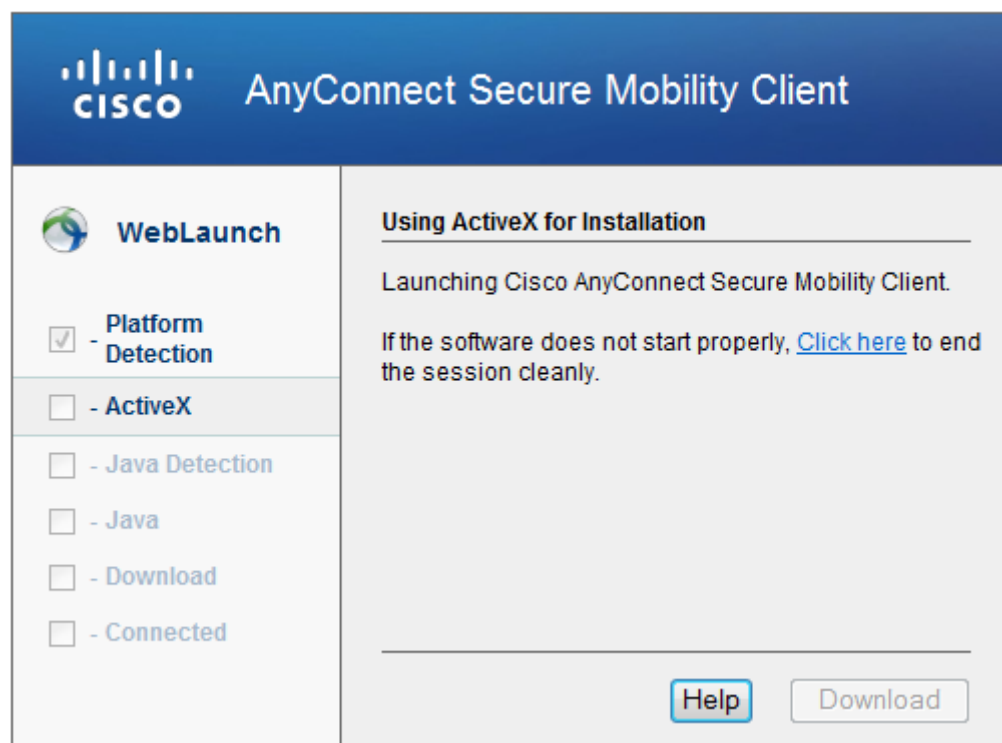 CISCO
AnyConnect Secure Mobility Client
WebLaunch
- Platform
Detection
- ActiveX
- Java Detection
- Java
- Download
- Connected
Using ActiveX for Installation
Launching Cisco AnyConnect Secure Mobility Client.
If the software does not start properly, Click here to end
the session cleanly.
Help
Download